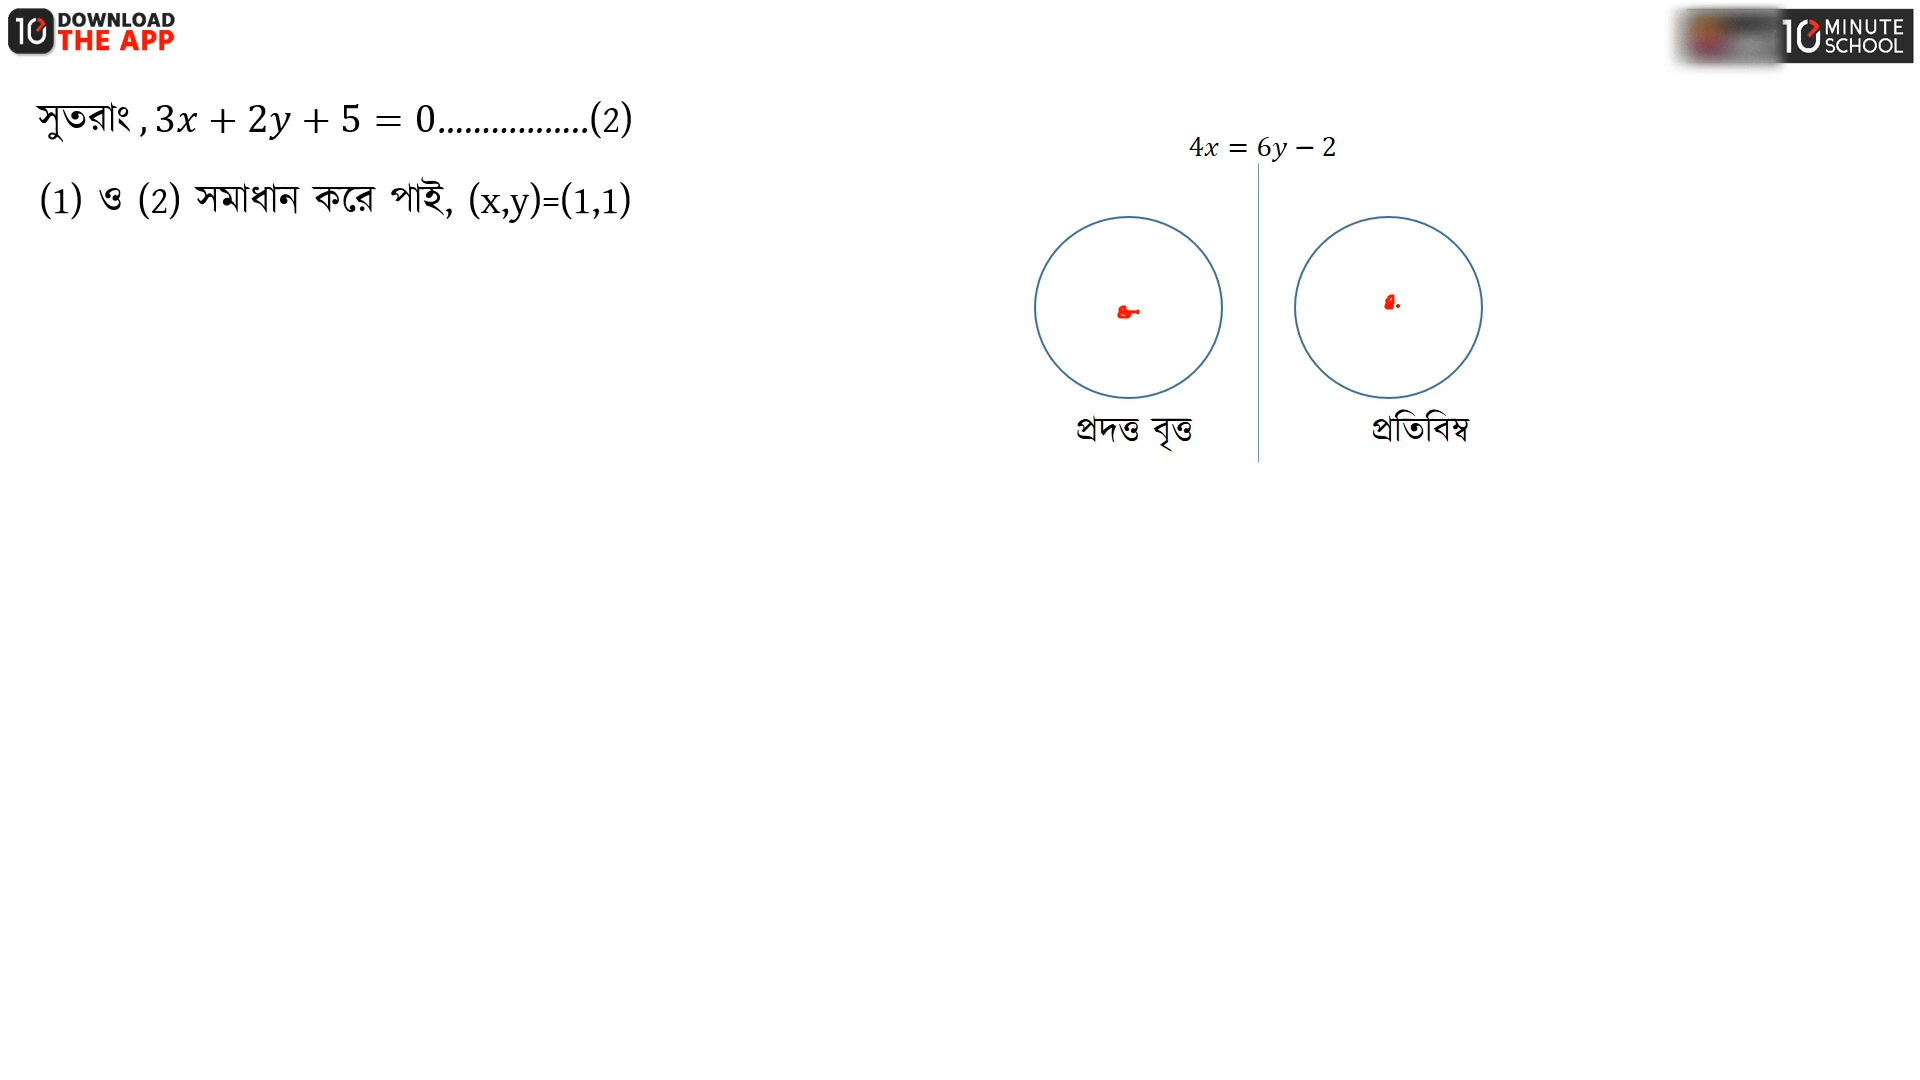 10 DOWNLOAD
THE APP
10 MINUTE
SCHOOL
সুতরাং , 3x + 2y + 5 = 0.................(2)
(1) ও (2) সমাধান করে পাই, (x,y)=(1,1)
4x = 6y − 2
প্রদত্ত বৃত্ত
প্রতিবিম্ব